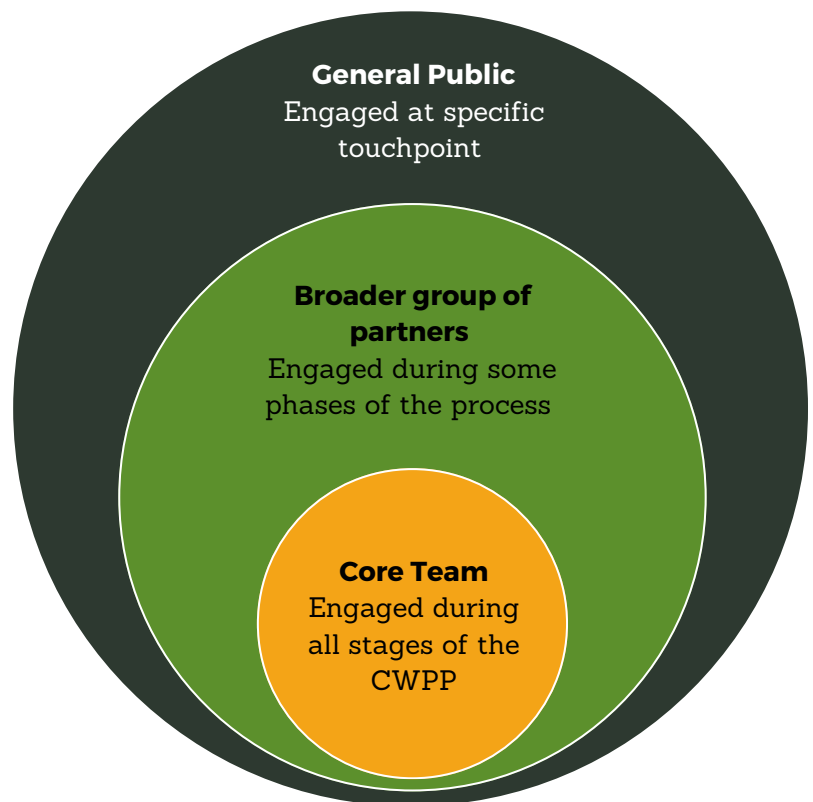 General Public
Engaged at specific
touchpoint
Broader group of
partners
Engaged during some
phases of the process
Core Team
Engaged during
all stages of the
CWPP